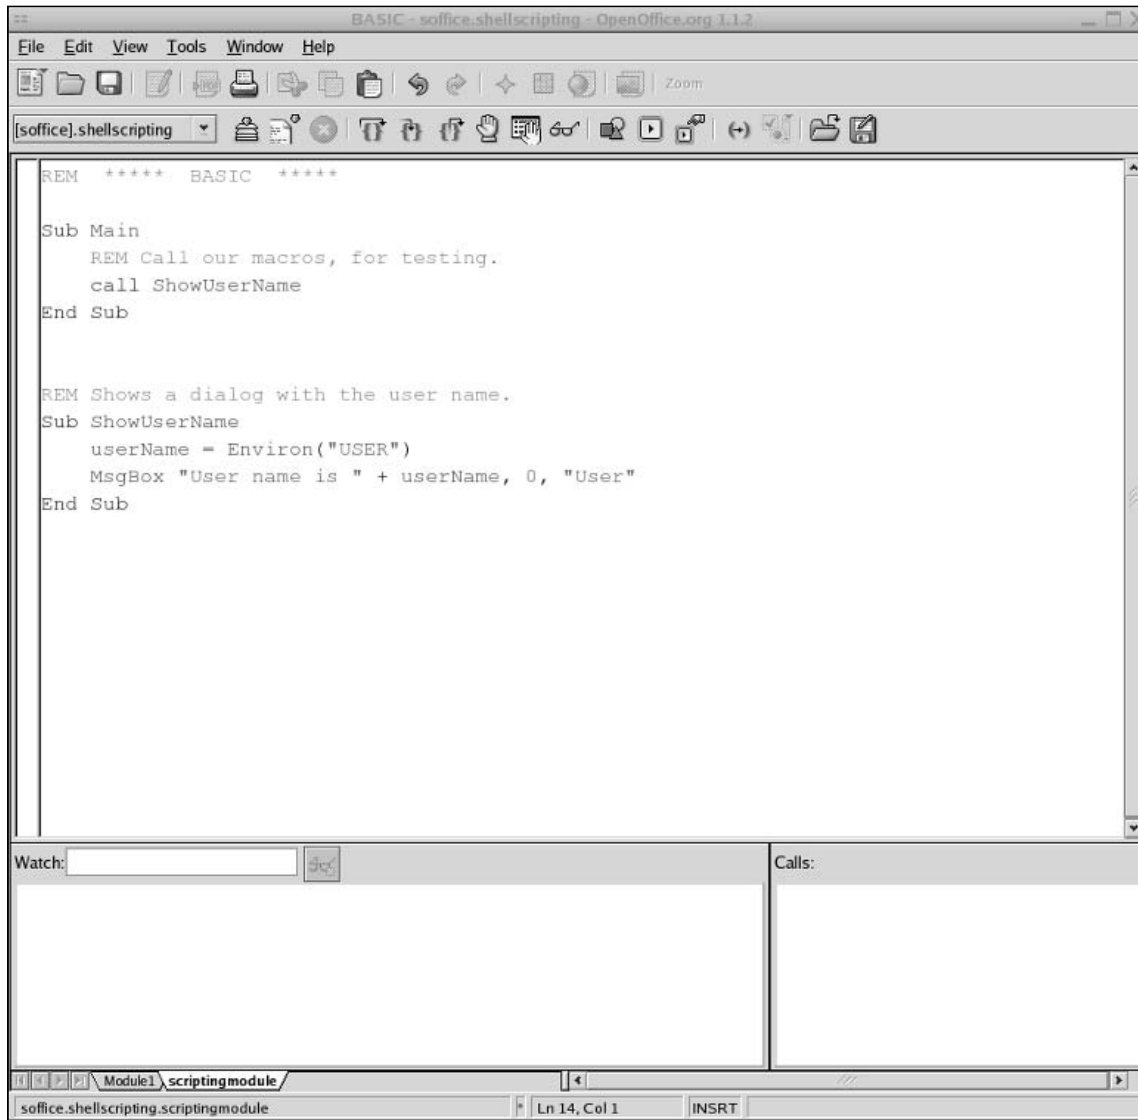 BASIC - soffice.shellscripting - OpenOffice.org 1.1.2
File Edit View Tools Window Help
Zoom
[soffice].shellscripting
REM ***** BASIC *****
Sub Main
REM Call our macros, for testing.
call ShowUserName
End Sub
REM Shows a dialog with the user name.
Sub ShowUserName
userName = Environ("USER")
MsgBox "User name is " + userName, 0, "User"
End Sub
Watch:
Calls:
Module1 scriptingmodule
soffice.shellscripting.scriptingmodule * Ln 14, Col 1 INSRT